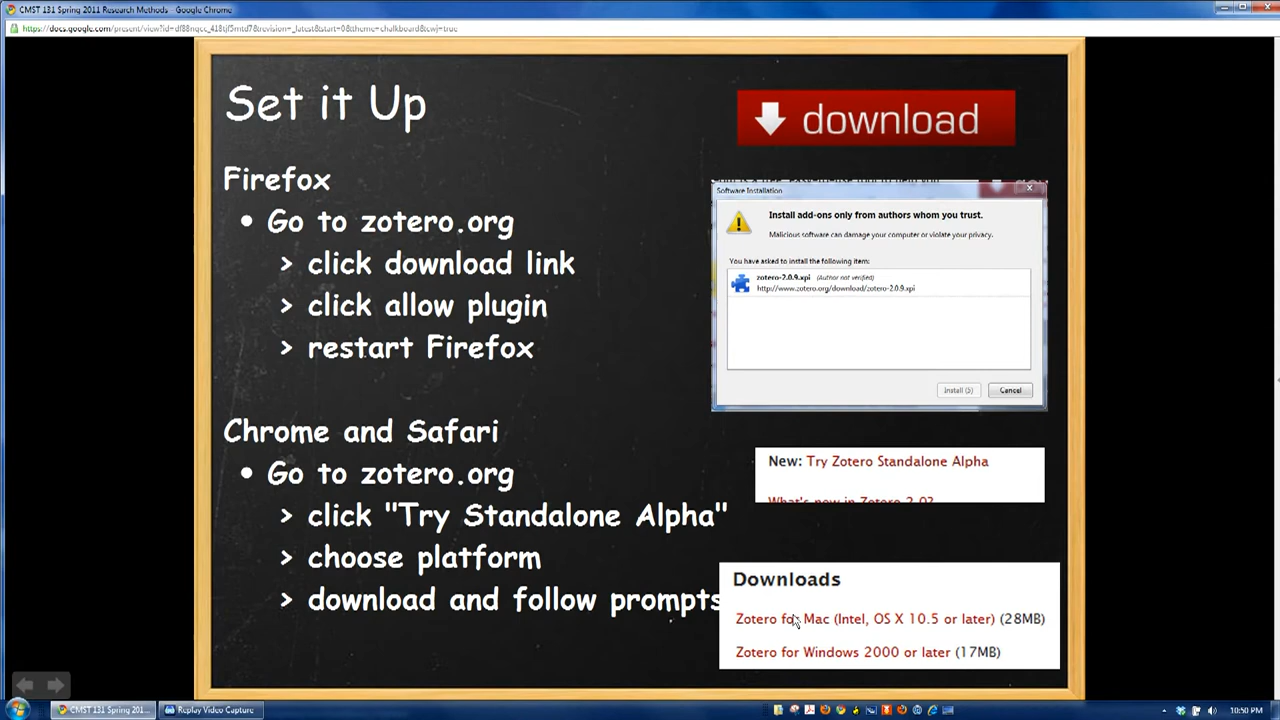 CMST 131 Spring 2011 Research Methods - Google Chrome
Set it Up
download
Firefox
• Go to zotero.org
> click download link
> click allow plugin
> restart Firefox
Software Installation
Install add-ons only from authors whom you trust.
Malicious software can damage your computer or violate your privacy.
You have asked to install the following item:
zotero-2.0.9.xpi (Author not verified)
http://www.zotero.org/download/zotero-2.0.9.xpi
Install (5)
Cancel
Chrome and Safari
• Go to zotero.org
> click "Try Standalone Alpha"
> choose platform
> download and follow prompts
New: Try Zotero Standalone Alpha
What's new in Zotero 2.0?
Downloads
Zotero for Mac (Intel, OS X 10.5 or later) (28MB)
Zotero for Windows 2000 or later (17MB)
CMST 131 Spring 201...
Replay Video Capture
10:50 PM